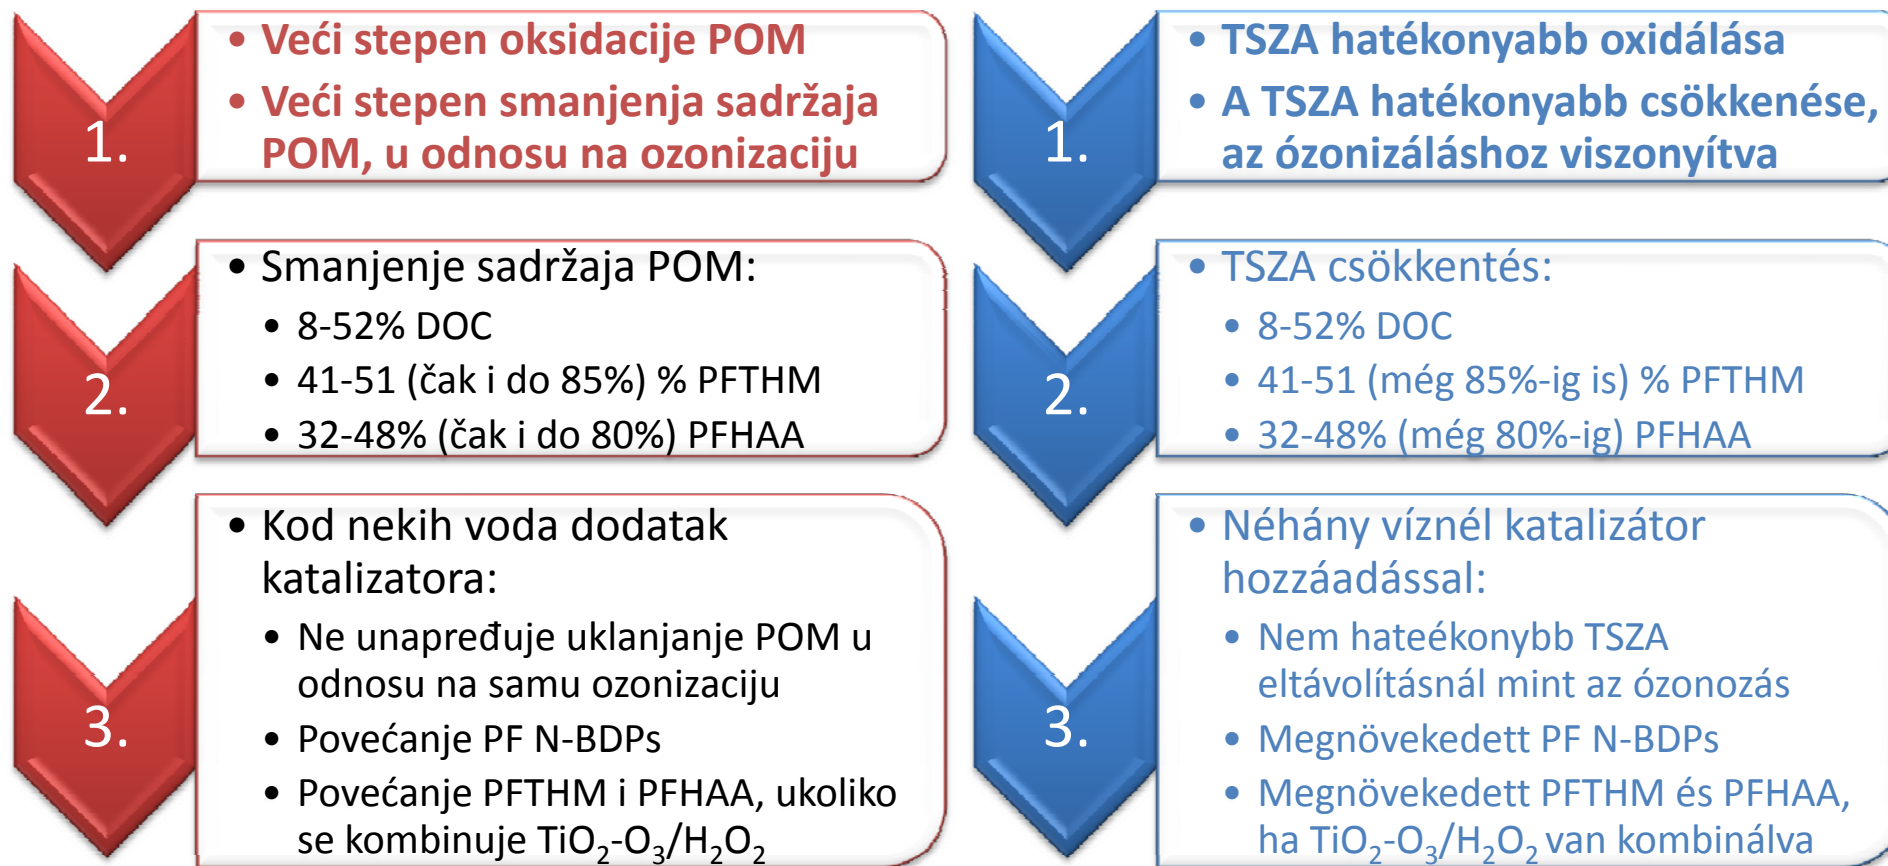 1.
• Veći stepen oksidacije POM
• Veći stepen smanjenja sadržaja
POM, u odnosu na ozonizaciju
2.
• Smanjenje sadržaja POM:
• 8-52% DOC
• 41-51 (čak i do 85%) % PFTHM
• 32-48% (čak i do 80%) PFHAA
3.
• Kod nekih voda dodatak
katalizatora:
• Ne unapređuje uklanjanje POM u
odnosu na samu ozonizaciju
• Povećanje PF N-BDPs
• Povećanje PFTHM i PFHAA, ukoliko
se kombinuje TiO₂-O₃/H₂O₂
1.
• TSZA hatékonyabb oxidálása
• A TSZA hatékonyabb csökkenése,
az ózonizáláshoz viszonyítva
2.
• TSZA csökkentés:
• 8-52% DOC
• 41-51 (még 85%-ig is) % PFTHM
• 32-48% (még 80%-ig) PFHAA
3.
• Néhány víznél katalizátor
hozzáadással:
• Nem hateékonybb TSZA
eltávolításnál mint az ózonozás
• Megnövekedett PF N-BDPs
• Megnövekedett PFTHM és PFHAA,
ha TiO₂-O₃/H₂O₂ van kombinálva